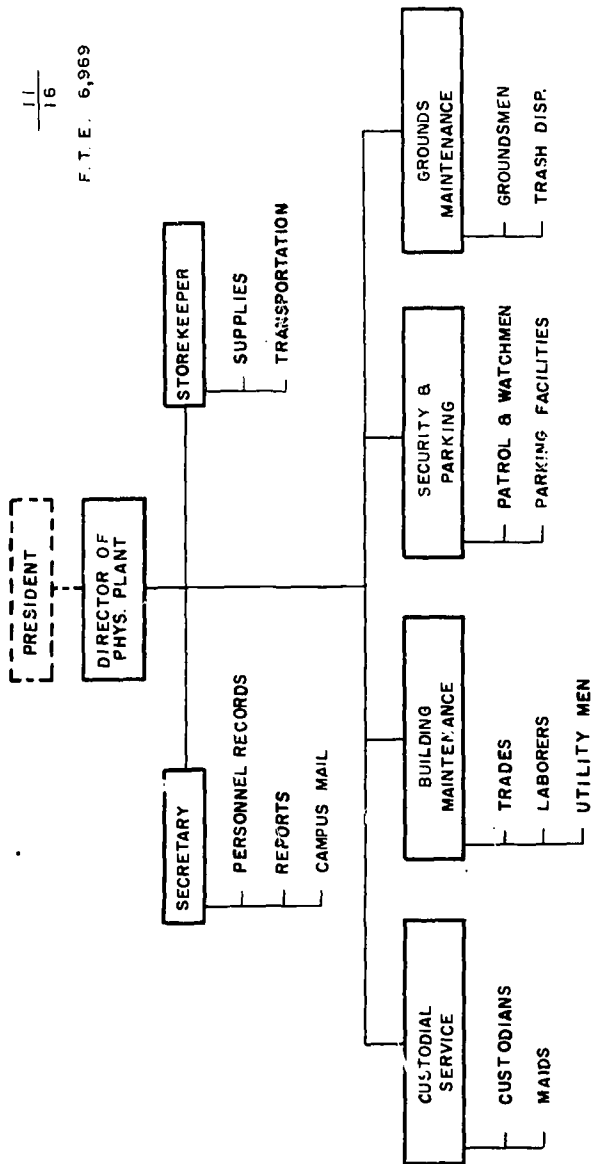 11
16
F.T.E. 6,969
PRESIDENT
DIRECTOR OF
PHYS. PLANT
SECRETARY
PERSONNEL RECORDS
REPORTS
CAMPUS MAIL
STOREKEEPER
SUPPLIES
TRANSPORTATION
CUSTODIAL
SERVICE
CUSTODIANS
MAIDS
BUILDING
MAINTENANCE
TRADES
LABORERS
UTILITY MEN
SECURITY &
PARKING
PATROL & WATCHMEN
PARKING FACILITIES
GROUNDS
MAINTENANCE
GROUNDSMEN
TRASH DISP.